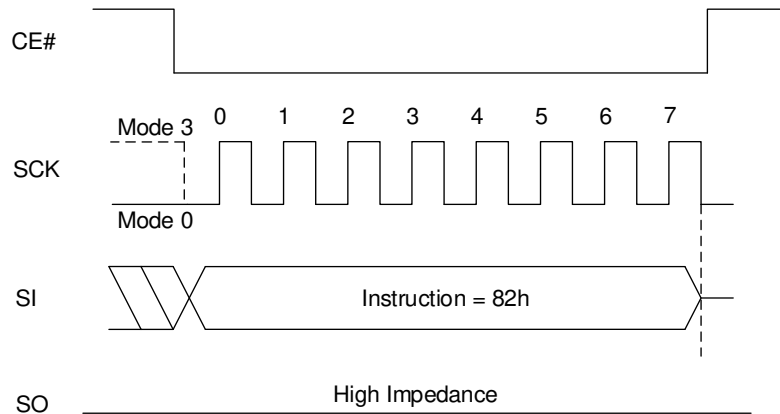 CE#
0 1 2 3 4 5 6 7
Mode 3
SCK
Mode 0
SI
Instruction = 82h
High Impedance
SO